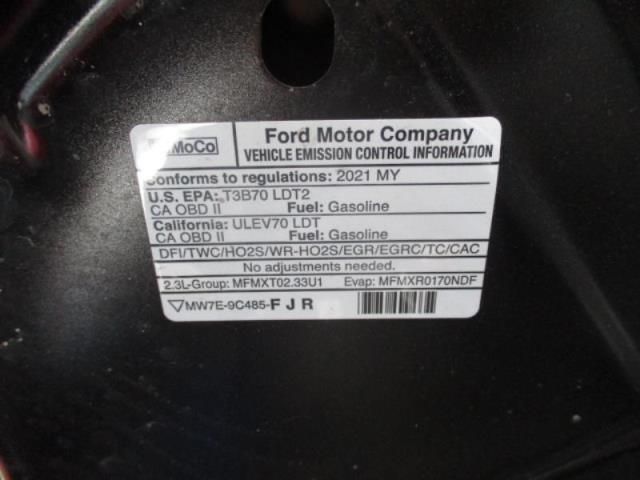 MoCo
Ford Motor Company
VEHICLE EMISSION CONTROL INFORMATION
Conforms to regulations: 2021 MY
U.S. EPA: T3B70 LDT2
CA OBD II Fuel: Gasoline
California: ULEV70 LDT
CA OBD II Fuel: Gasoline
DFI/TWC/HO2S/WR-HO2S/EGR/EGRC/TC/CAC
No adjustments needed.
2.3L-Group: MFMXT02.33U1 Evap: MFMXR0170NDF
▽MW7E-9C485-F J R